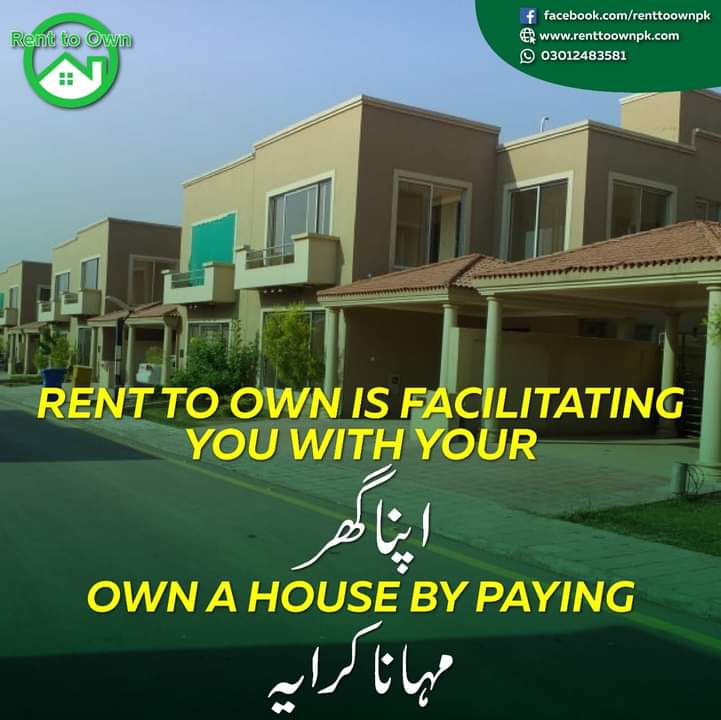 Rent to Own
facebook.com/renttoownpk
www.renttoownpk.com
03012483581
RENT TO OWN IS FACILITATING
YOU WITH YOUR
اپنا گھر
OWN A HOUSE BY PAYING
مہانا کرایہ